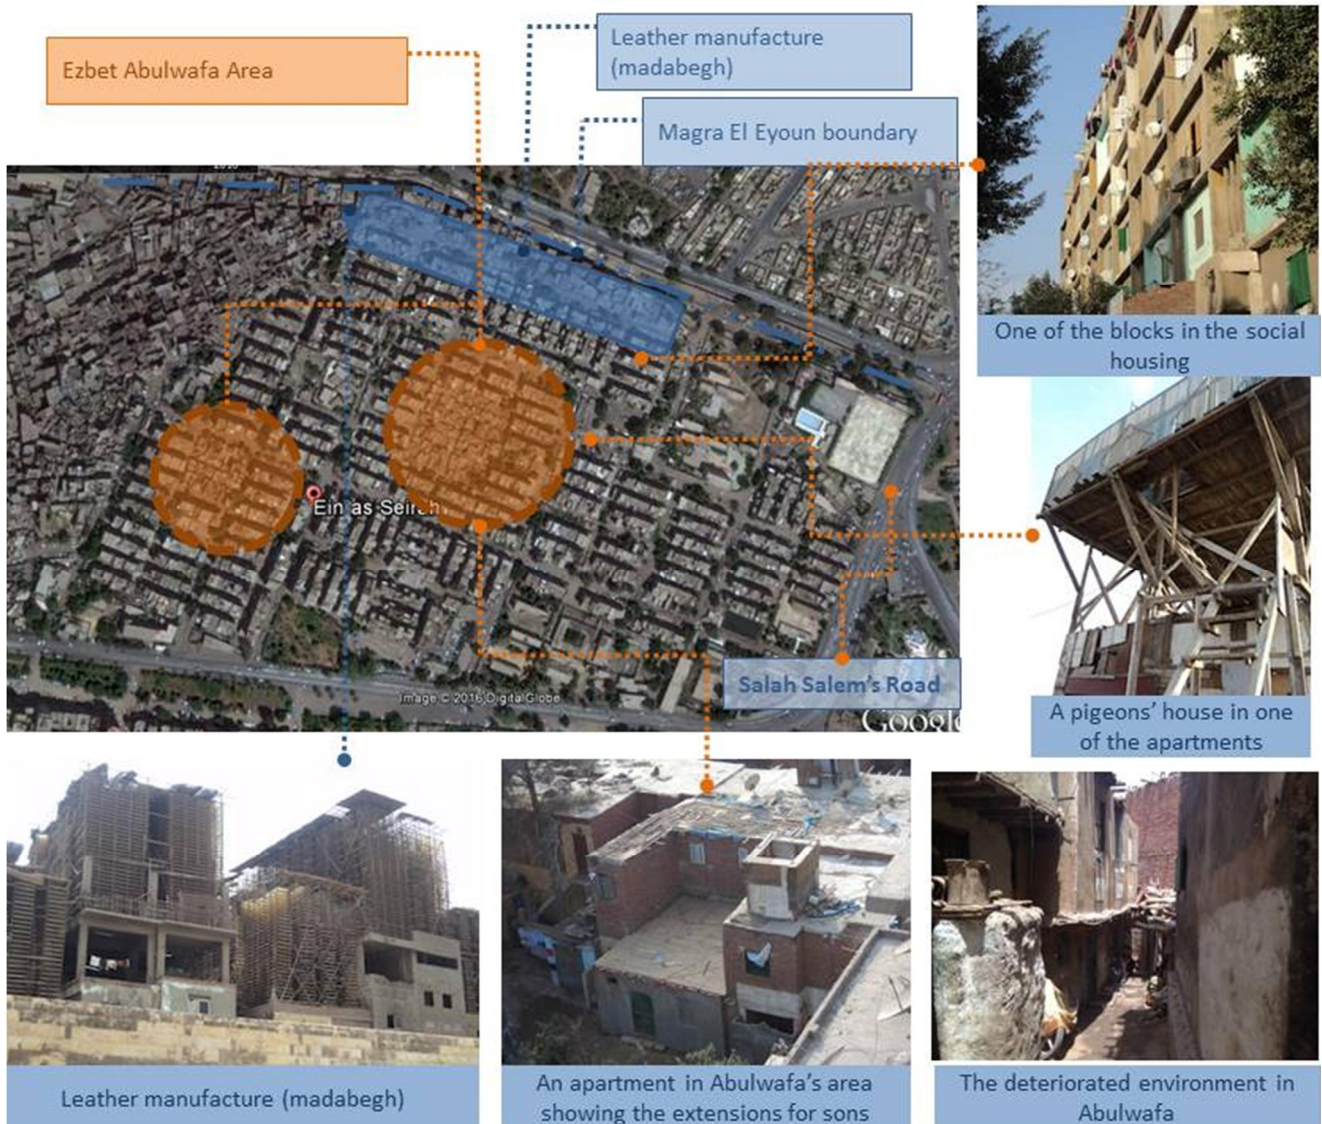 Ezbet Abulwafa Area
Leather manufacture
(madabegh)
Magra El Eyoun boundary
One of the blocks in the social
housing
Ein as Seirah
Salah Salem's Road
Image © 2016 DigitalGlobe
Google
A pigeons' house in one
of the apartments
Leather manufacture (madabegh)
An apartment in Abulwafa's area
showing the extensions for sons
The deteriorated environment in
Abulwafa